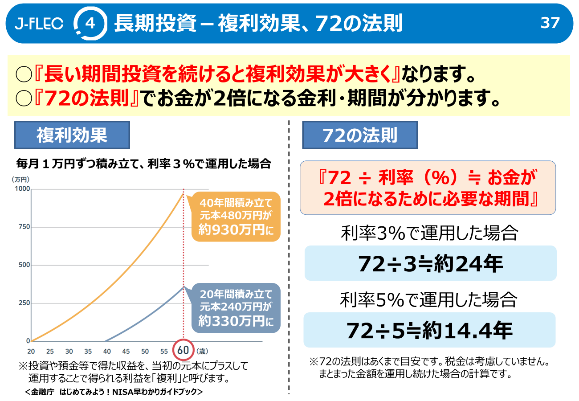 J-FLEC 4 長期投資－複利効果、72の法則 37
○『長い期間投資を続けると複利効果が大きく』なります。
○『72の法則』でお金が2倍になる金利・期間が分かります。
複利効果
毎月１万円ずつ積み立て、利率３％で運用した場合
(万円)
1000
750
500
250
0
20 25 30 35 40 45 50 55 60 (歳)
40年間積み立て
元本480万円が
約930万円に
20年間積み立て
元本240万円が
約330万円に
※投資や預金等で得た収益を、当初の元本にプラスして
運用することで得られる利益を「複利」と呼びます。
＜金融庁 はじめてみよう！NISA早わかりガイドブック＞
72の法則
『72 ÷ 利率（%）≒ お金が
2倍になるために必要な期間』
利率3%で運用した場合
72÷3≒約24年
利率5%で運用した場合
72÷5≒約14.4年
※72の法則はあくまで目安です。税金は考慮していません。
まとまった金額を運用し続けた場合の計算です。